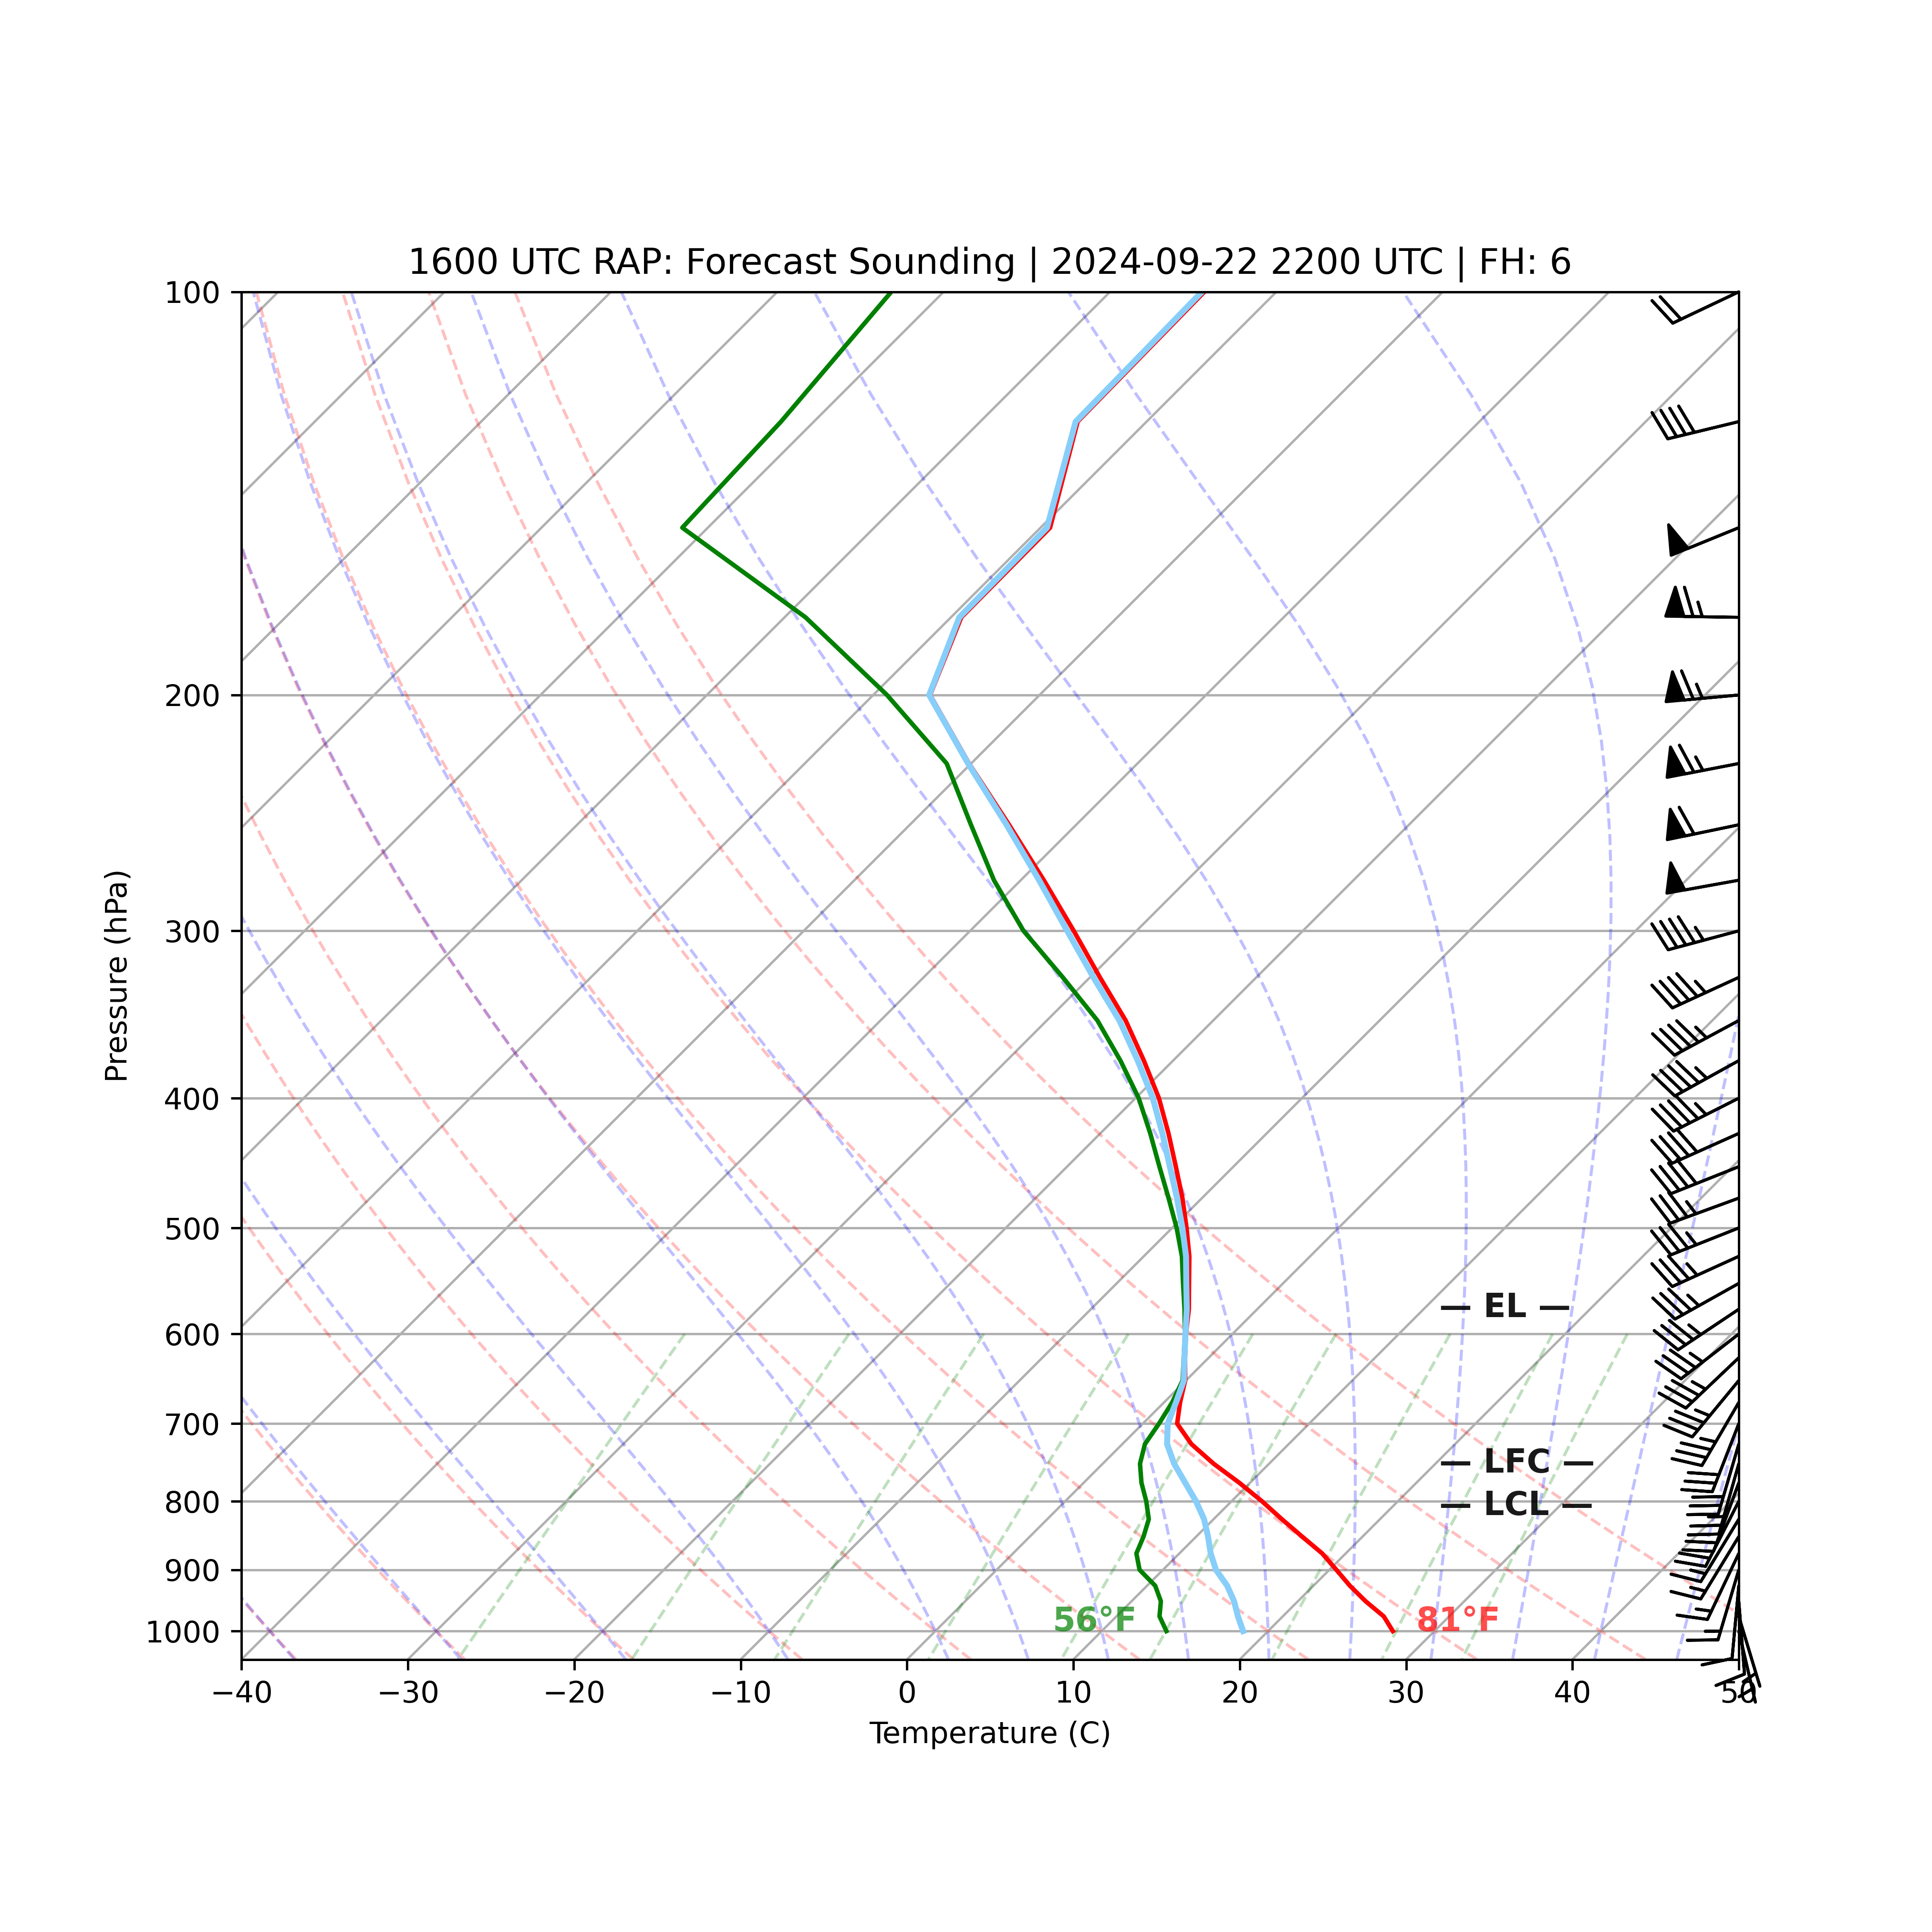 1600 UTC RAP: Forecast Sounding | 2024-09-22 2200 UTC | FH: 6
100
200
300
400
500
600
700
800
900
1000
Pressure (hPa)
— EL —
— LFC —
— LCL —
56°F
81°F
−40 −30 −20 −10 0 10 20 30 40 50
Temperature (C)